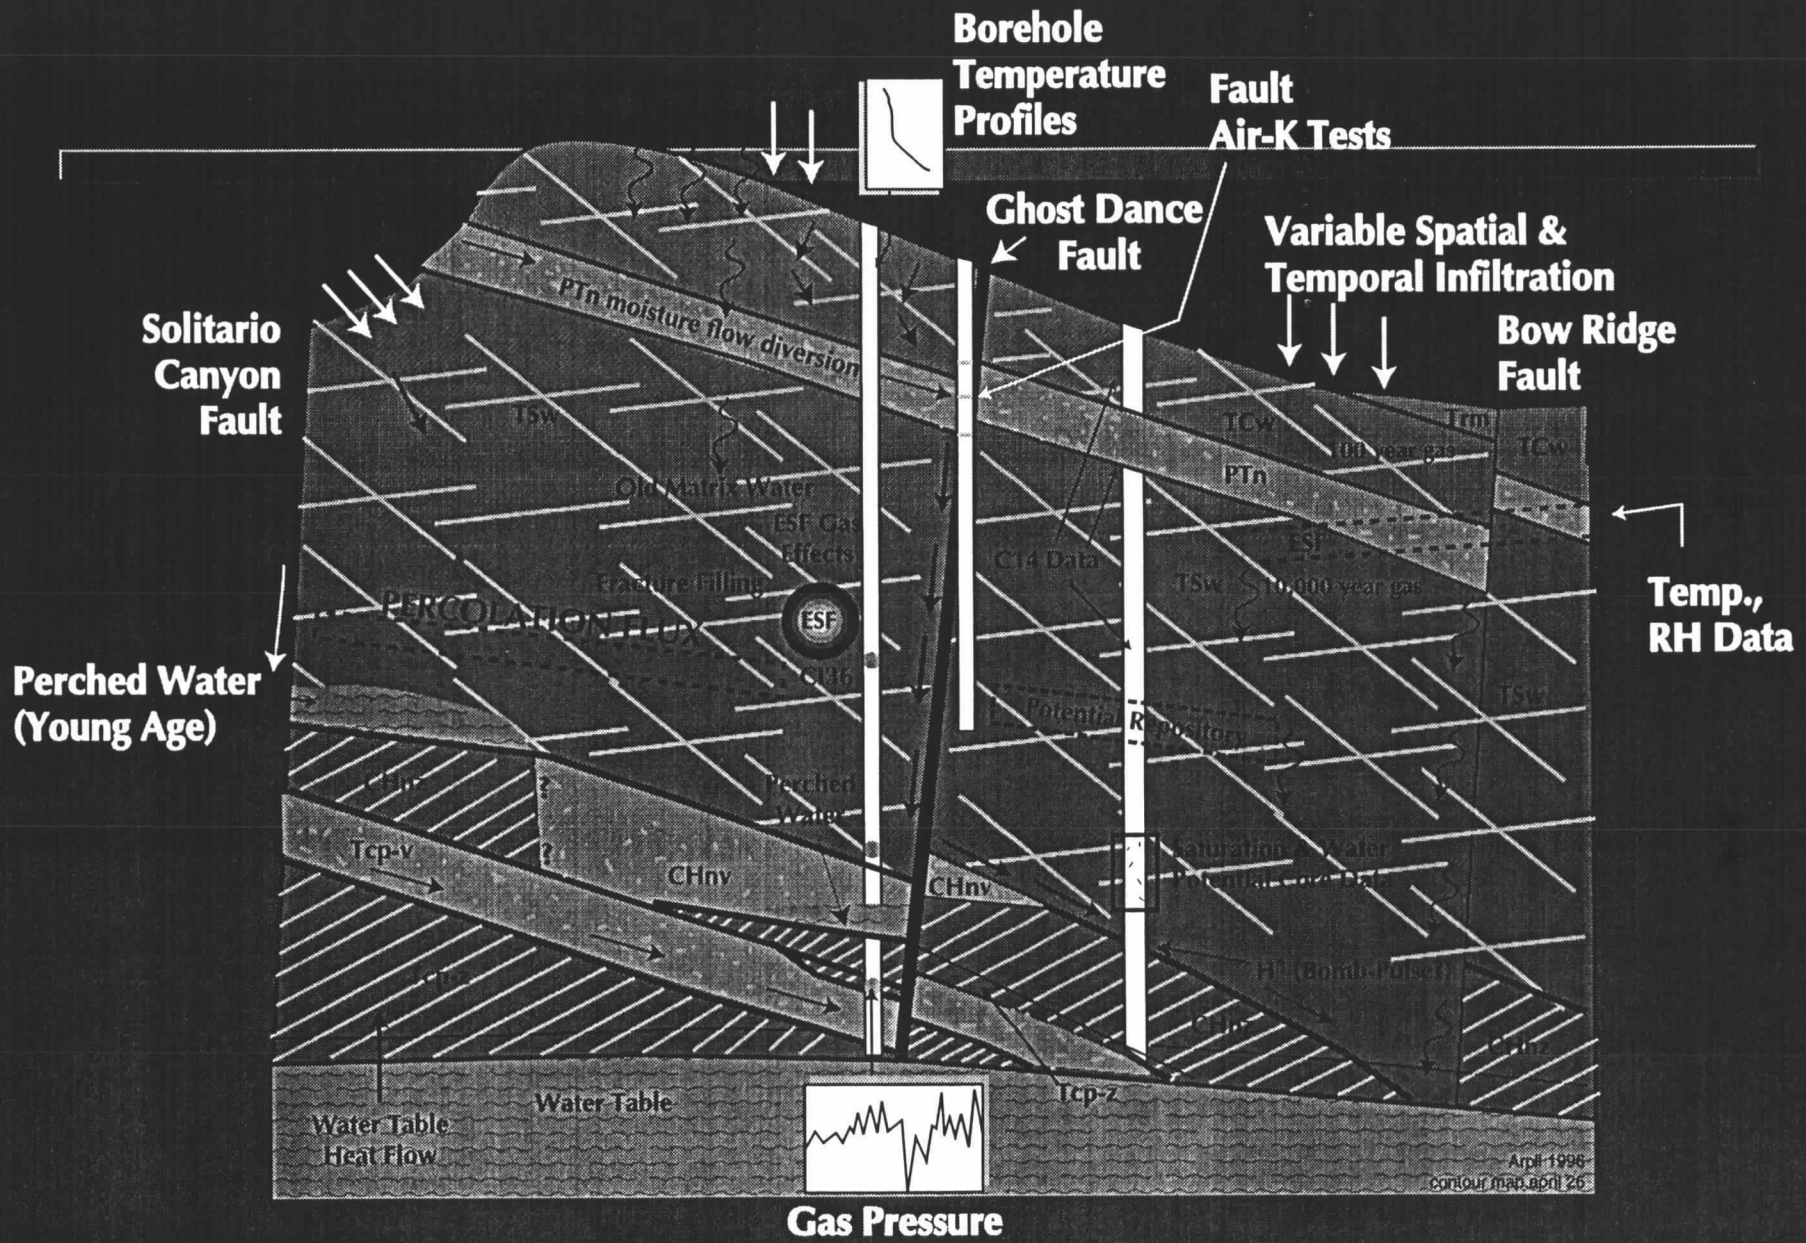 Borehole
Temperature
Profiles
Fault
Air-K Tests
Ghost Dance
Fault
Variable Spatial &
Temporal Infiltration
Bow Ridge
Fault
Solitario
Canyon
Fault
PTn moisture flow diversion
TSw
TCw
Trm
100 year gas
TCw
PTn
Old Matrix Water
ESF Gas
Effects
ESF
C14 Data
TSw
10,000 year gas
Fracture Filling
PERCOLATION FLUX
ESF
Temp.,
RH Data
Perched Water
(Young Age)
Cl36
TSw
Potential Repository
CHnz
?
Perched
Water
Tcp-v
?
CHnv
CHnv
Saturation & Water
Potential Core Data
Tcp-z
H³ (Bomb-Pulse?)
CHnz
Tcp-z
Water Table
Water Table
Heat Flow
Arpil 1996
contour map.april 26
Gas Pressure